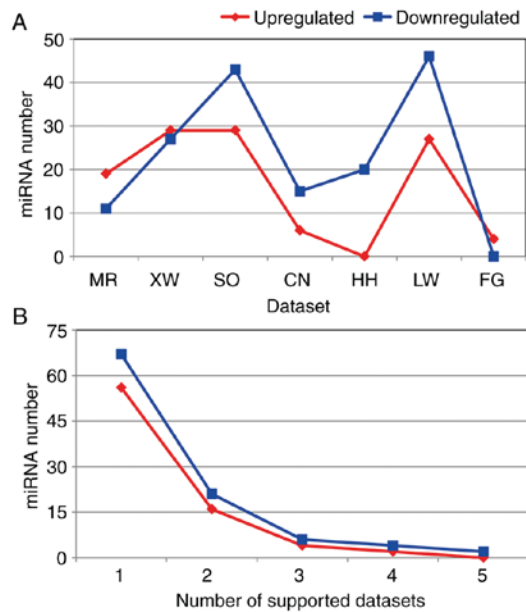 A
Upregulated Downregulated
50
40
30
20
10
0
miRNA number
MR XW SO CN HH LW FG
Dataset
B
75
60
45
30
15
0
miRNA number
1 2 3 4 5
Number of supported datasets